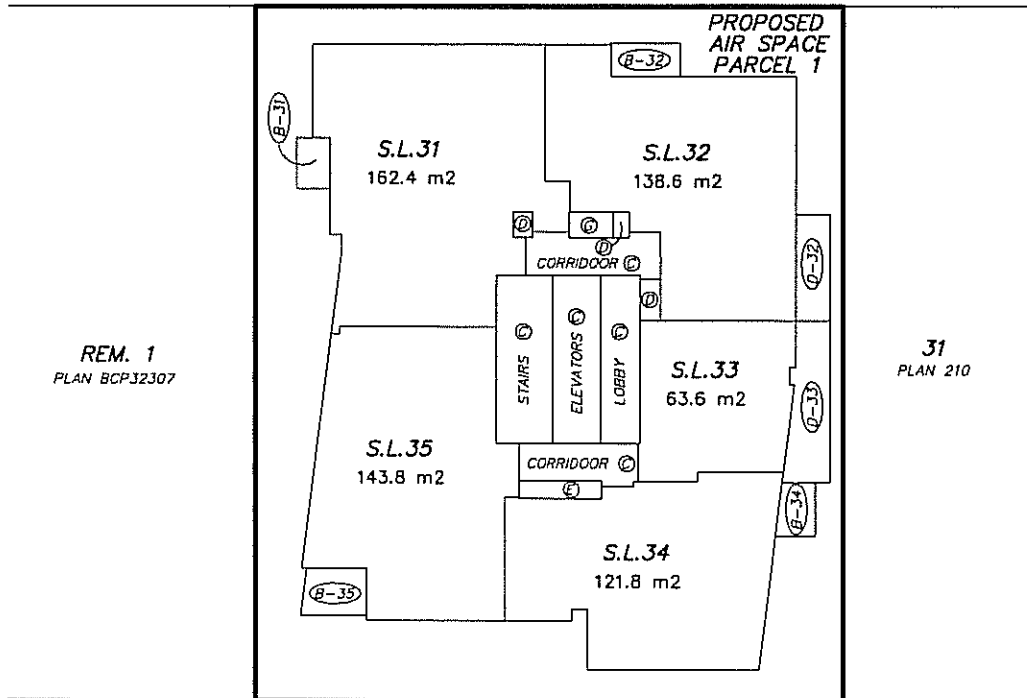 PROPOSED
AIR SPACE
PARCEL 1
B-32
B-31
S.L.31
162.4 m2
S.L.32
138.6 m2
D
G
D
CORRIDOOR C
D-32
D
REM. 1
PLAN BCP32307
STAIRS C
ELEVATORS C
LOBBY C
S.L.33
63.6 m2
31
PLAN 210
D-33
S.L.35
143.8 m2
CORRIDOOR C
E
B-34
S.L.34
121.8 m2
B-35